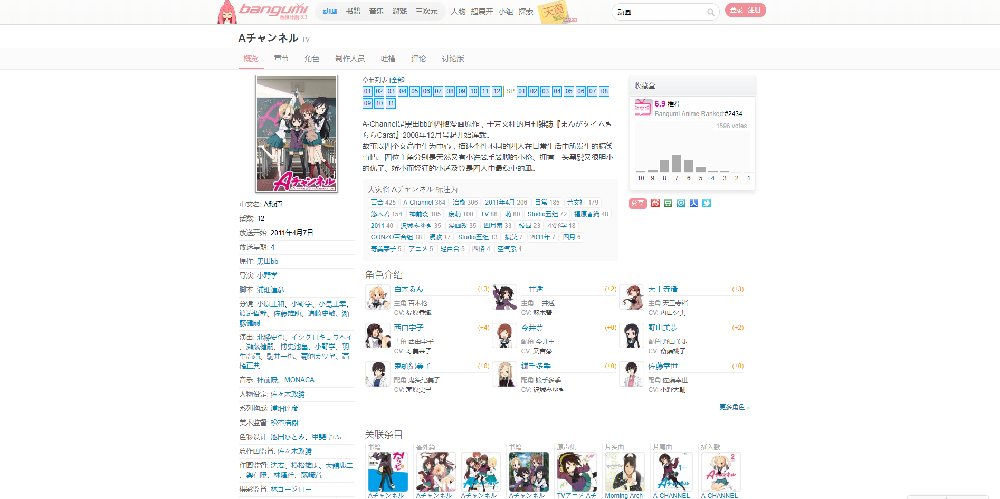 bangumi
番組計画RC3
动画 书籍 音乐 游戏 三次元 人物 超展开 小组 探索
天窗
聯盟
Alpha
动画
登录 注册
Aチャンネル TV
概览 章节 角色 制作人员 吐槽 评论 讨论版
Aチャンネル
A-CHANNEL THE ANIMATION
中文名: A频道
话数: 12
放送开始: 2011年4月7日
放送星期: 4
原作: 黒田bb
导演: 小野学
脚本: 浦畑達彦
分镜: 小原正和、小野学、小島正幸、
渡邉哲哉、佐藤雄助、追崎史敏、瀬
藤健嗣
演出: 北條史也、イシグロキョウヘイ
、瀬藤健嗣、博史池畠、小野学、羽
生尚靖、駒井一也、菊池カツヤ、高
橋正典
音乐: 神前暁、MONACA
人物设定: 佐々木政勝
系列构成: 浦畑達彦
美术监督: 松本浩樹
色彩设计: 池田ひとみ、甲斐けいこ
总作画监督: 佐々木政勝
作画监督: 沈宏、横松雄馬、大舘康二
、輿石暁、林隆祥、藤崎賢二
摄影监督: 林コージロー
章节列表 [全部]:
01 02 03 04 05 06 07 08 09 10 11 12 SP 01 02 03 04 05 06 07 08
09 10 11
A-Channel是黒田bb的四格漫画原作，于芳文社的月刊雑誌『まんがタイムき
ららCarat』2008年12月号起开始连载。
故事以四个女高中生为中心，描述个性不同的四人在日常生活中所发生的搞笑
事情。四位主角分别是天然又有小许笨手笨脚的小伦、拥有一头黑髮又很胆小
的优子、娇小而轻狂的小透及算是四人中最稳重的凪。
大家将 Aチャンネル 标注为
百合 425 A-Channel 364 治愈 306 2011年4月 206 日常 185 芳文社 179
悠木碧 154 神前晓 105 废萌 100 TV 88 萌 80 Studio五组 72 福原香織 48
2011 40 沢城みゆき 35 漫画改 35 四月番 33 校园 23 小野学 18
GONZO百合组 18 漫改 17 Studio五組 13 搞笑 7 2011年 7 四月 6
寿美菜子 5 アニメ 5 轻百合 5 四格 4 空气系 4
角色介绍
百木るん (+3)
主角 百木伦
CV: 福原香織
一井透 (+2)
主角 一井透
CV: 悠木碧
天王寺渚 (+3)
主角 天王寺渚
CV: 内山夕実
西由宇子 (+4)
主角 西由宇子
CV: 寿美菜子
今井豊 (+0)
配角 今井丰
CV: 又吉愛
野山美歩 (+2)
配角 野山美步
CV: 斎藤桃子
鬼頭紀美子 (+0)
配角 鬼头纪美子
CV: 茅原実里
鎌手多季 (+0)
配角 镰手多季
CV: 沢城みゆき
佐藤幸世 (+0)
配角 佐藤幸世
CV: 小野大輔
更多角色 »
关联条目
书籍 番外篇 书籍 原声集 片头曲 片尾曲 插入歌
Aチャンネル Aチャンネル Aチャンネル Aチャンネル TVアニメ Aチ Morning Arch A-CHANNEL A-CHANNEL
收藏盒
6.9 推荐
Bangumi Anime Ranked:#2434
1596 votes
10 9 8 7 6 5 4 3 2 1
分享